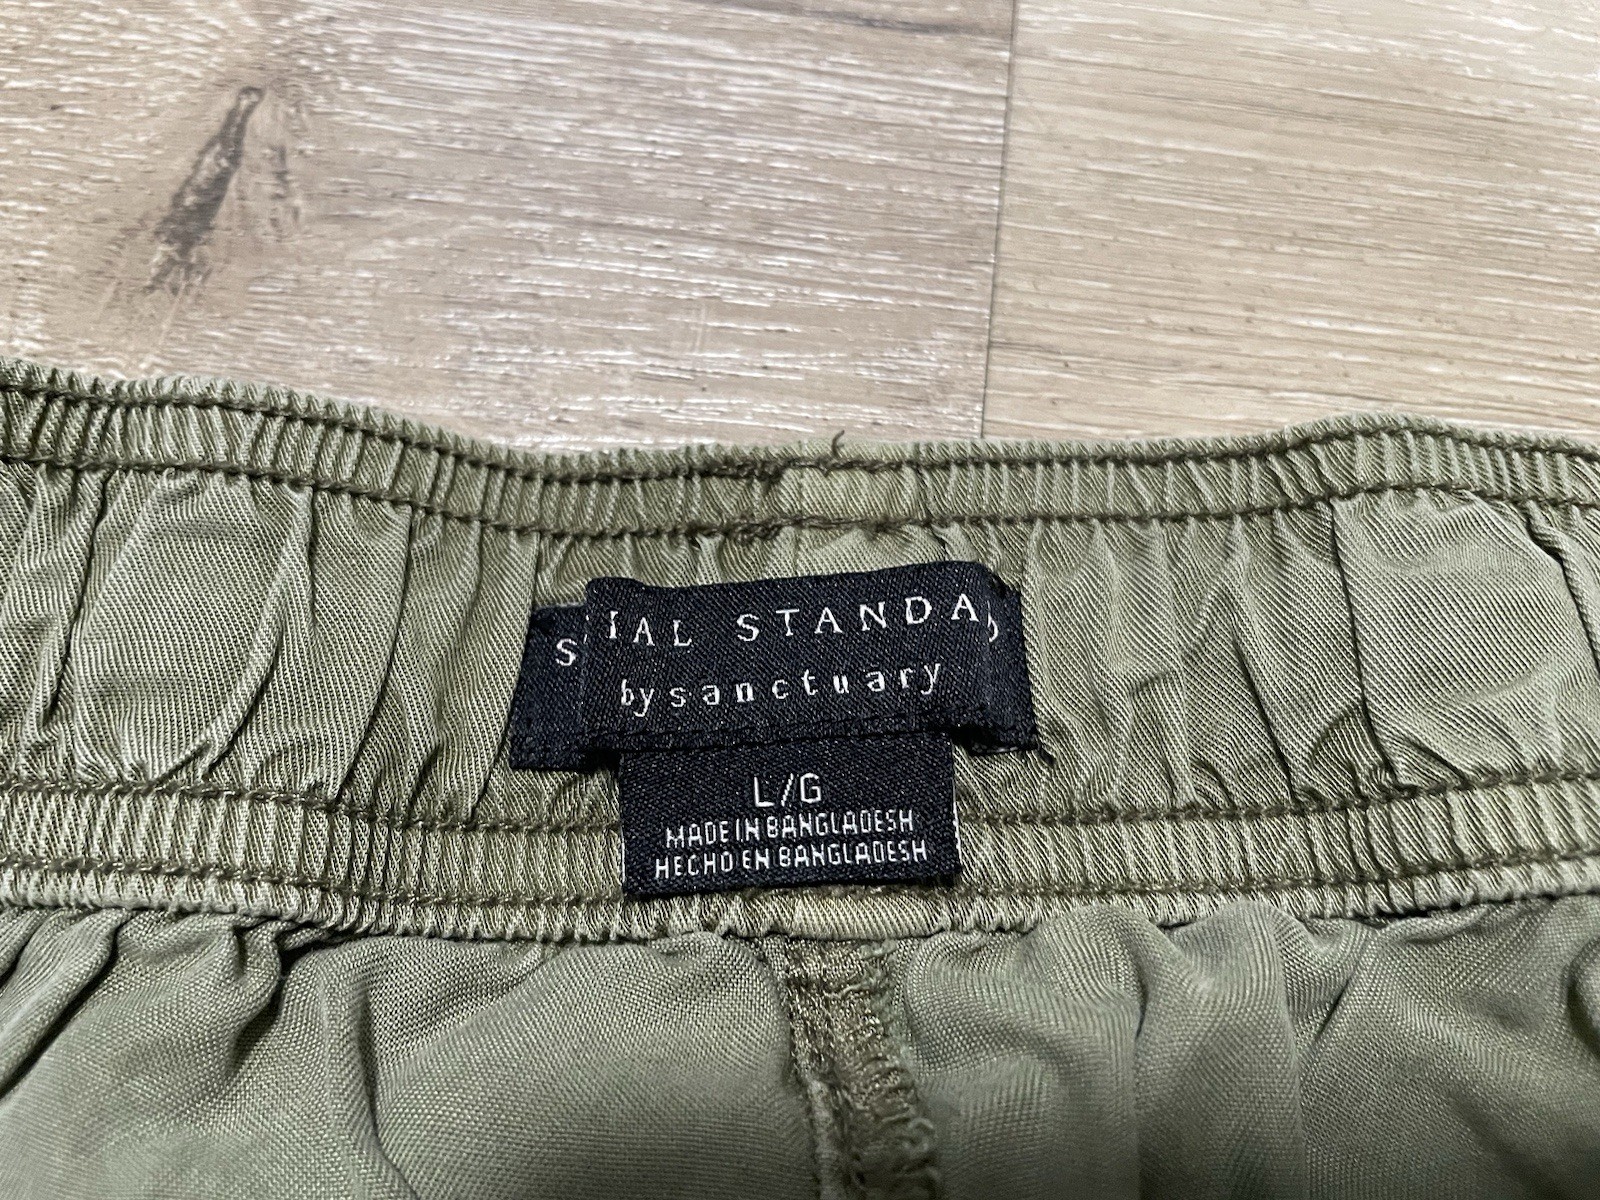 S IAL STANDA
by sanctuary
L/G
MADE IN BANGLADESH
HECHO EN BANGLADESH